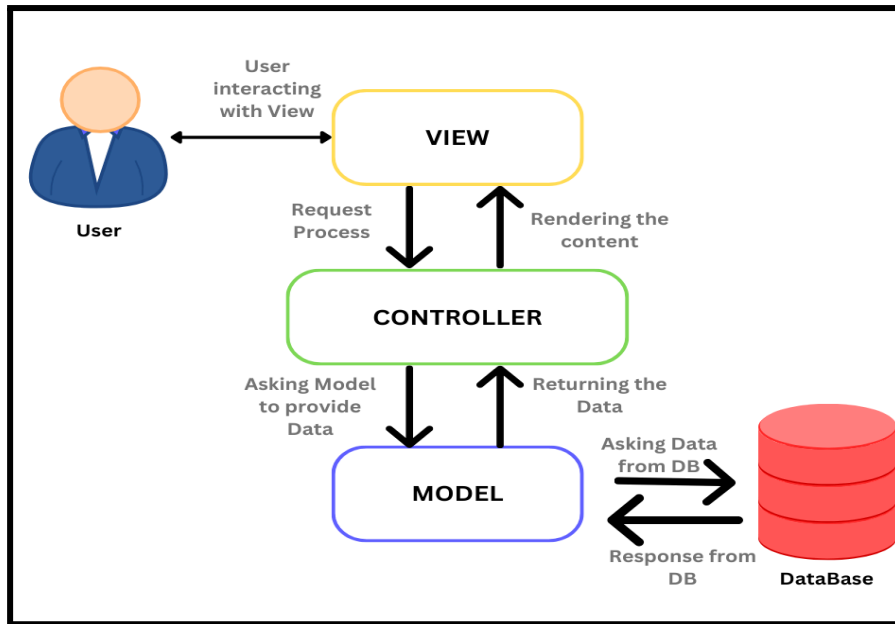 User
interacting
with View
VIEW
User
Request
Process
Rendering the
content
CONTROLLER
Asking Model
to provide
Data
Returning the
Data
MODEL
Asking Data
from DB
Response from
DB
DataBase